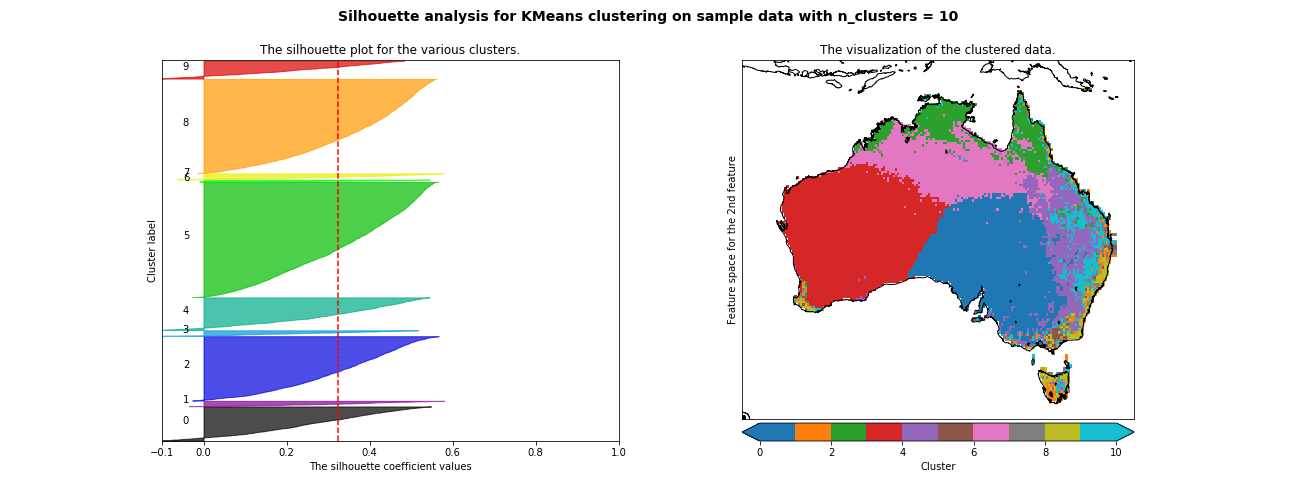 Silhouette analysis for KMeans clustering on sample data with n_clusters = 10
The silhouette plot for the various clusters.
Cluster label
9
8
7
6
5
4
3
2
1
0
−0.1 0.0 0.2 0.4 0.6 0.8 1.0
The silhouette coefficient values
The visualization of the clustered data.
Feature space for the 2nd feature
0 2 4 6 8 10
Cluster